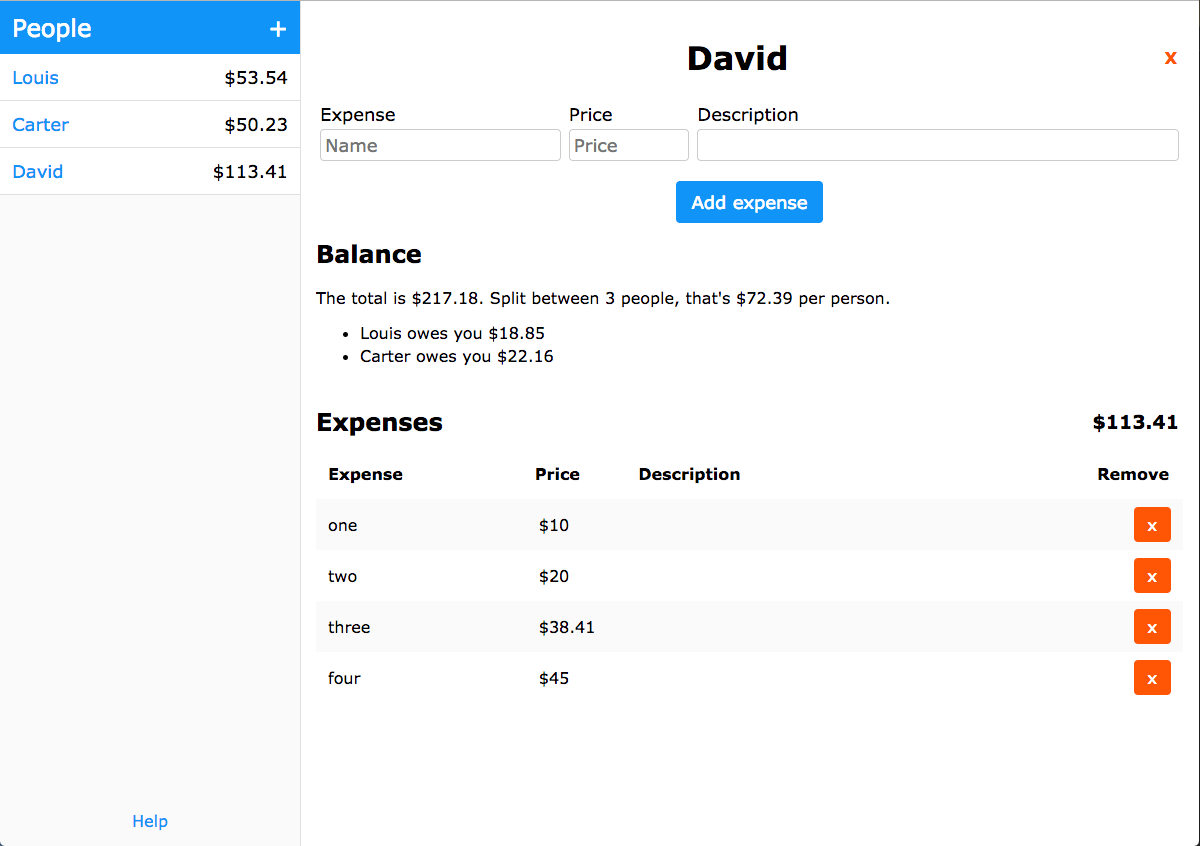 People +
Louis $53.54
Carter $50.23
David $113.41
Help
David x
Expense Price Description
Name Price
Add expense
Balance
The total is $217.18. Split between 3 people, that's $72.39 per person.
• Louis owes you $18.85
• Carter owes you $22.16
Expenses $113.41
Expense Price Description Remove
one $10 x
two $20 x
three $38.41 x
four $45 x